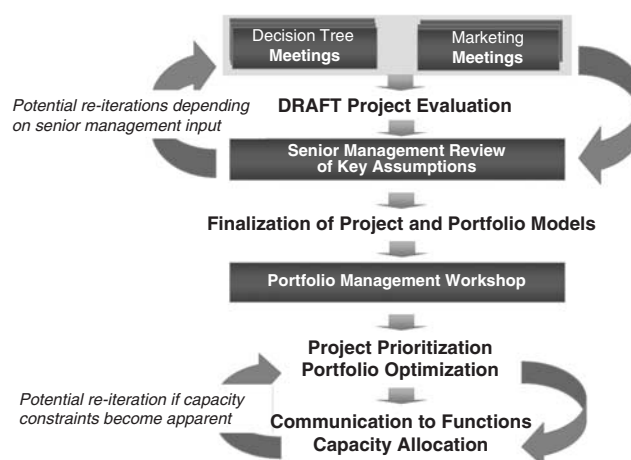 Decision Tree
Meetings
Marketing
Meetings
Potential re-iterations depending
on senior management input
DRAFT Project Evaluation
Senior Management Review
of Key Assumptions
Finalization of Project and Portfolio Models
Portfolio Management Workshop
Project Prioritization
Portfolio Optimization
Potential re-iteration if capacity
constraints become apparent
Communication to Functions
Capacity Allocation